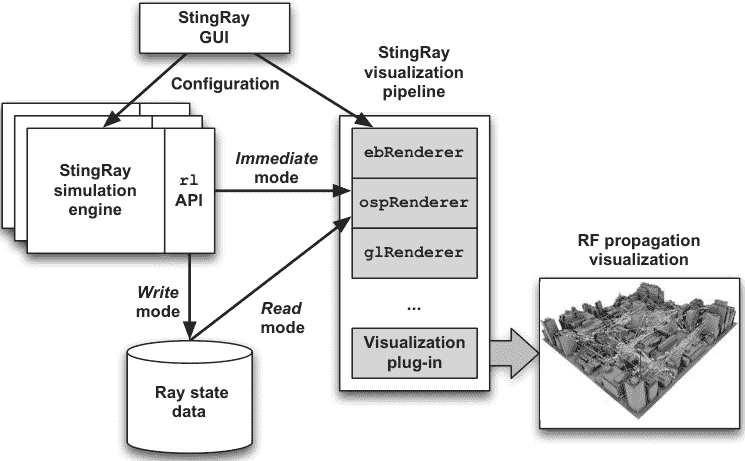 StingRay
GUI
Configuration
StingRay
visualization
pipeline
StingRay
simulation
engine
rl
API
Immediate
mode
ebRenderer
ospRenderer
glRenderer
...
Visualization
plug-in
Write
mode
Read
mode
Ray state
data
RF propagation
visualization